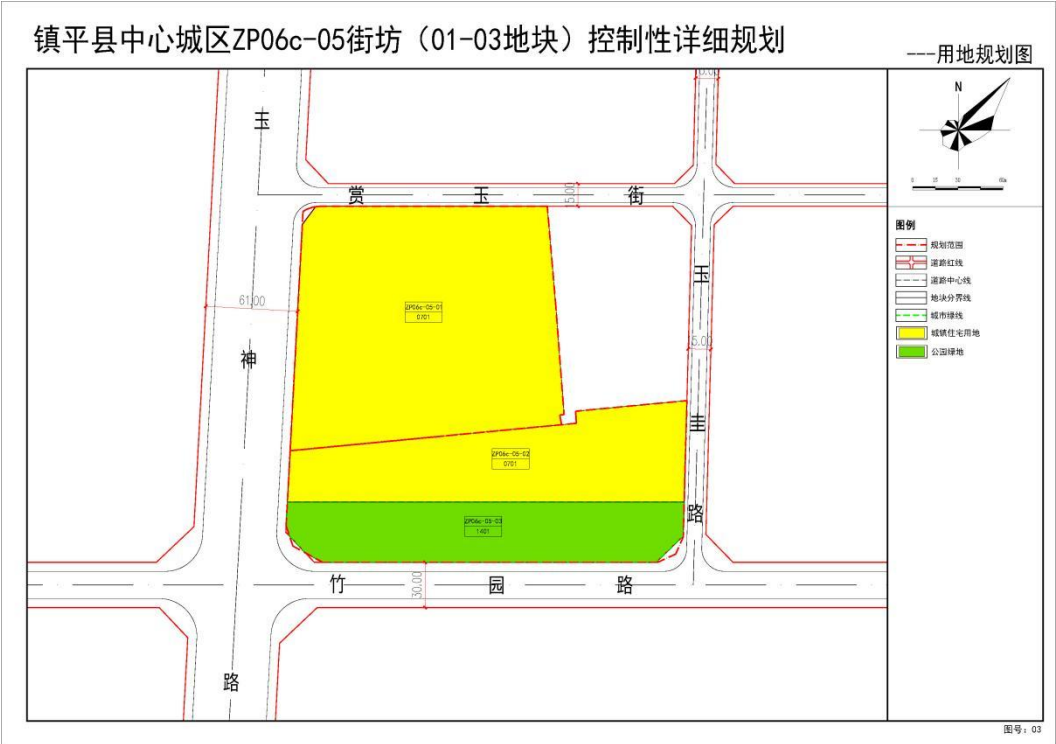 镇平县中心城区ZP06c-05街坊（01-03地块）控制性详细规划
---用地规划图
N
玉
赏 玉 街
15.00
图例
规划范围
道路红线
道路中心线
地块分界线
城市绿线
城镇住宅用地
公园绿地
玉
61.00
ZP06c-05-01
0701
神
5.00
圭
ZP06c-05-02
0701
路
ZP06c-05-03
1401
竹 园 路
30.00
路
图号：03